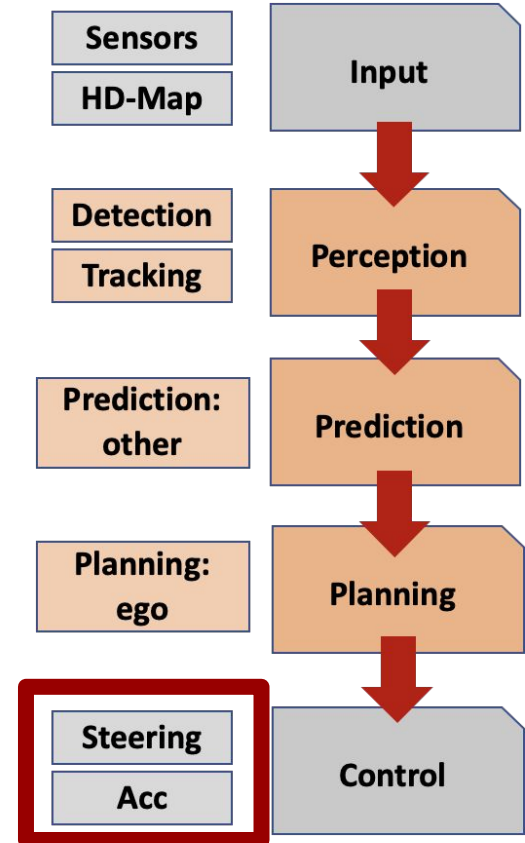 Sensors
HD-Map
Input
Detection
Tracking
Perception
Prediction:
other
Prediction
Planning:
ego
Planning
Steering
Acc
Control